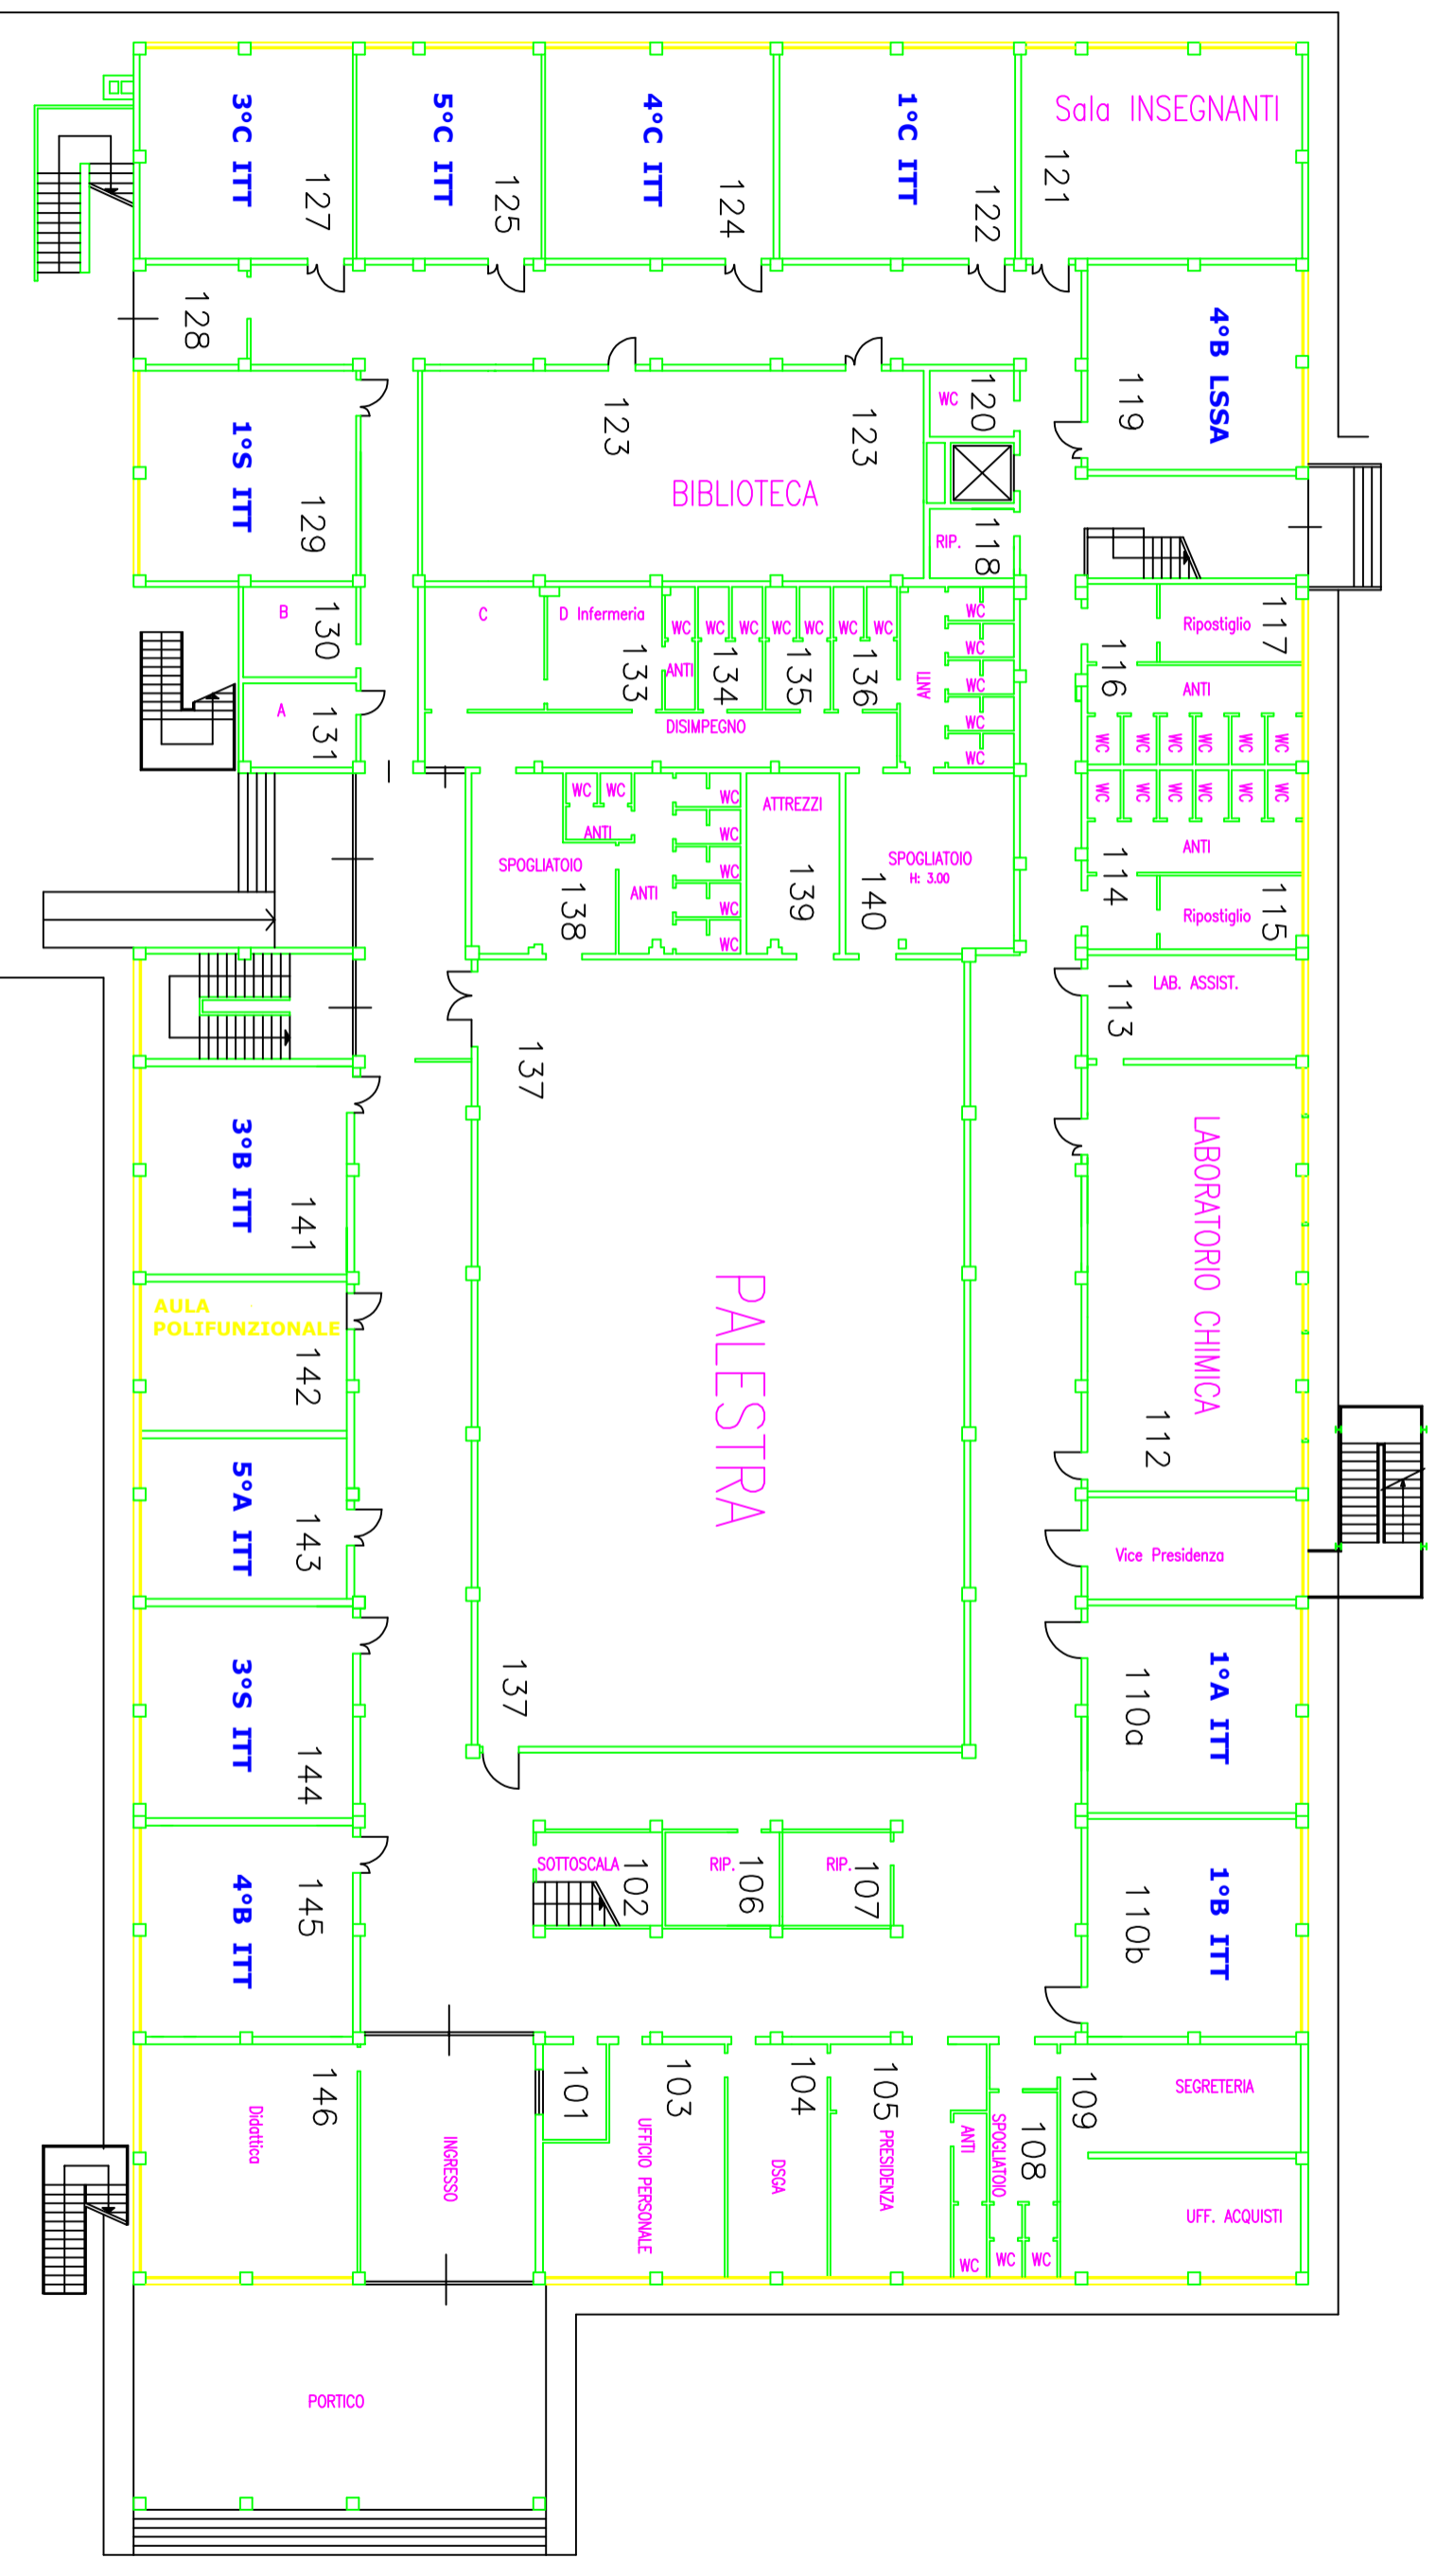 Sala INSEGNANTI
121
3°C ITT
127
5°C ITT
125
4°C ITT
124
1°C ITT
122
4°B LSSA
119
128
1°S ITT
129
123
123
BIBLIOTECA
WC
120
RIP.
118
B
130
A
131
C
D Infermeria
133
WC
ANTI
WC
WC
134
WC
WC
135
WC
WC
136
ANTI
WC
WC
WC
WC
WC
DISIMPEGNO
Ripostiglio
117
116
ANTI
WC
WC
WC
WC
WC
WC
WC
WC
WC
WC
WC
WC
ANTI
114
Ripostiglio
115
WC
WC
ANTI
SPOGLIATOIO
138
ANTI
WC
WC
WC
WC
WC
ATTREZZI
139
SPOGLIATOIO
H: 3.00
140
LAB. ASSIST.
113
137
PALESTRA
137
LABORATORIO CHIMICA
112
Vice Presidenza
3°B ITT
141
AULA
POLIFUNZIONALE
142
5°A ITT
143
3°S ITT
144
4°B ITT
145
1°A ITT
110a
1°B ITT
110b
SOTTOSCALA
102
RIP.
106
RIP.
107
Didattica
146
INGRESSO
101
UFFICIO PERSONALE
103
DSGA
104
PRESIDENZA
105
ANTI
WC
SPOGLIATOIO
108
WC
WC
109
SEGRETERIA
UFF. ACQUISTI
PORTICO